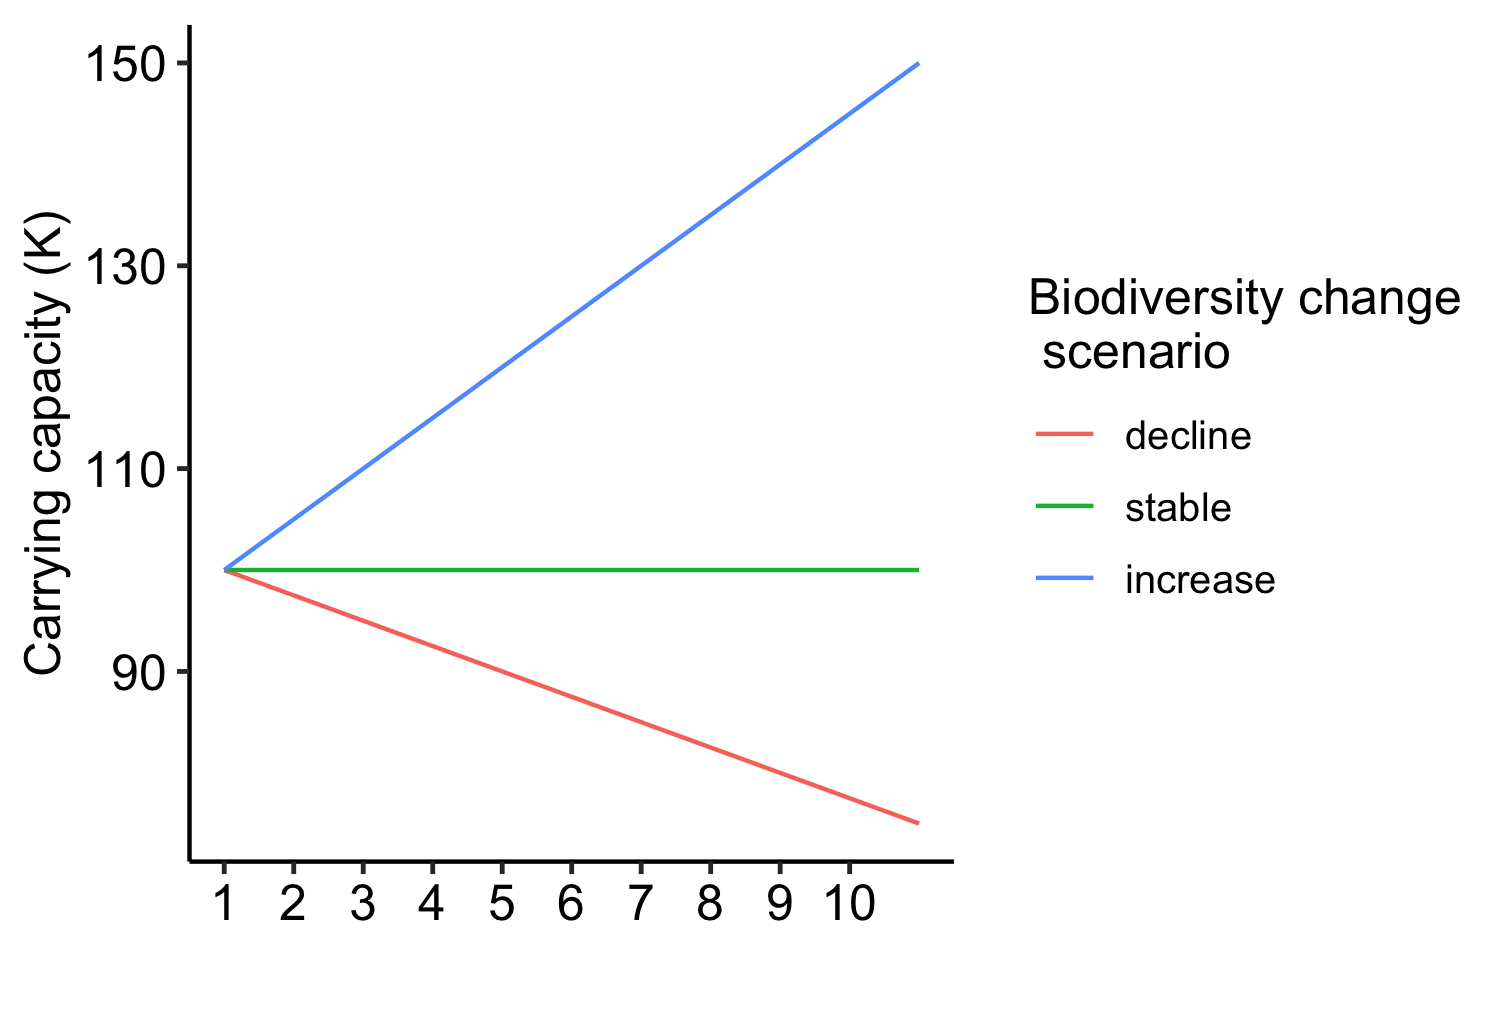 Carrying capacity (K)
150
130
110
90
1 2 3 4 5 6 7 8 9 10
Biodiversity change
scenario
decline
stable
increase